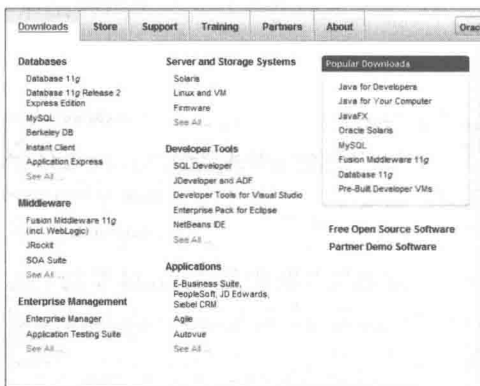 Downloads Store Support Training Partners About Orac
Databases
Database 11g
Database 11g Release 2
Express Edition
MySQL
Berkeley DB
Instant Client
Application Express
See All ...
Middleware
Fusion Middleware 11g
(incl. WebLogic)
JRockit
SOA Suite
See All ...
Enterprise Management
Enterprise Manager
Application Testing Suite
See All ...
Server and Storage Systems
Solaris
Linux and VM
Firmware
See All ...
Developer Tools
SQL Developer
JDeveloper and ADF
Developer Tools for Visual Studio
Enterprise Pack for Eclipse
NetBeans IDE
See All ...
Applications
E-Business Suite,
PeopleSoft, JD Edwards,
Siebel CRM
Agile
Autovue
See All ...
Popular Downloads
Java for Developers
Java for Your Computer
JavaFX
Oracle Solaris
MySQL
Fusion Middleware 11g
Database 11g
Pre-Built Developer VMs
Free Open Source Software
Partner Demo Software